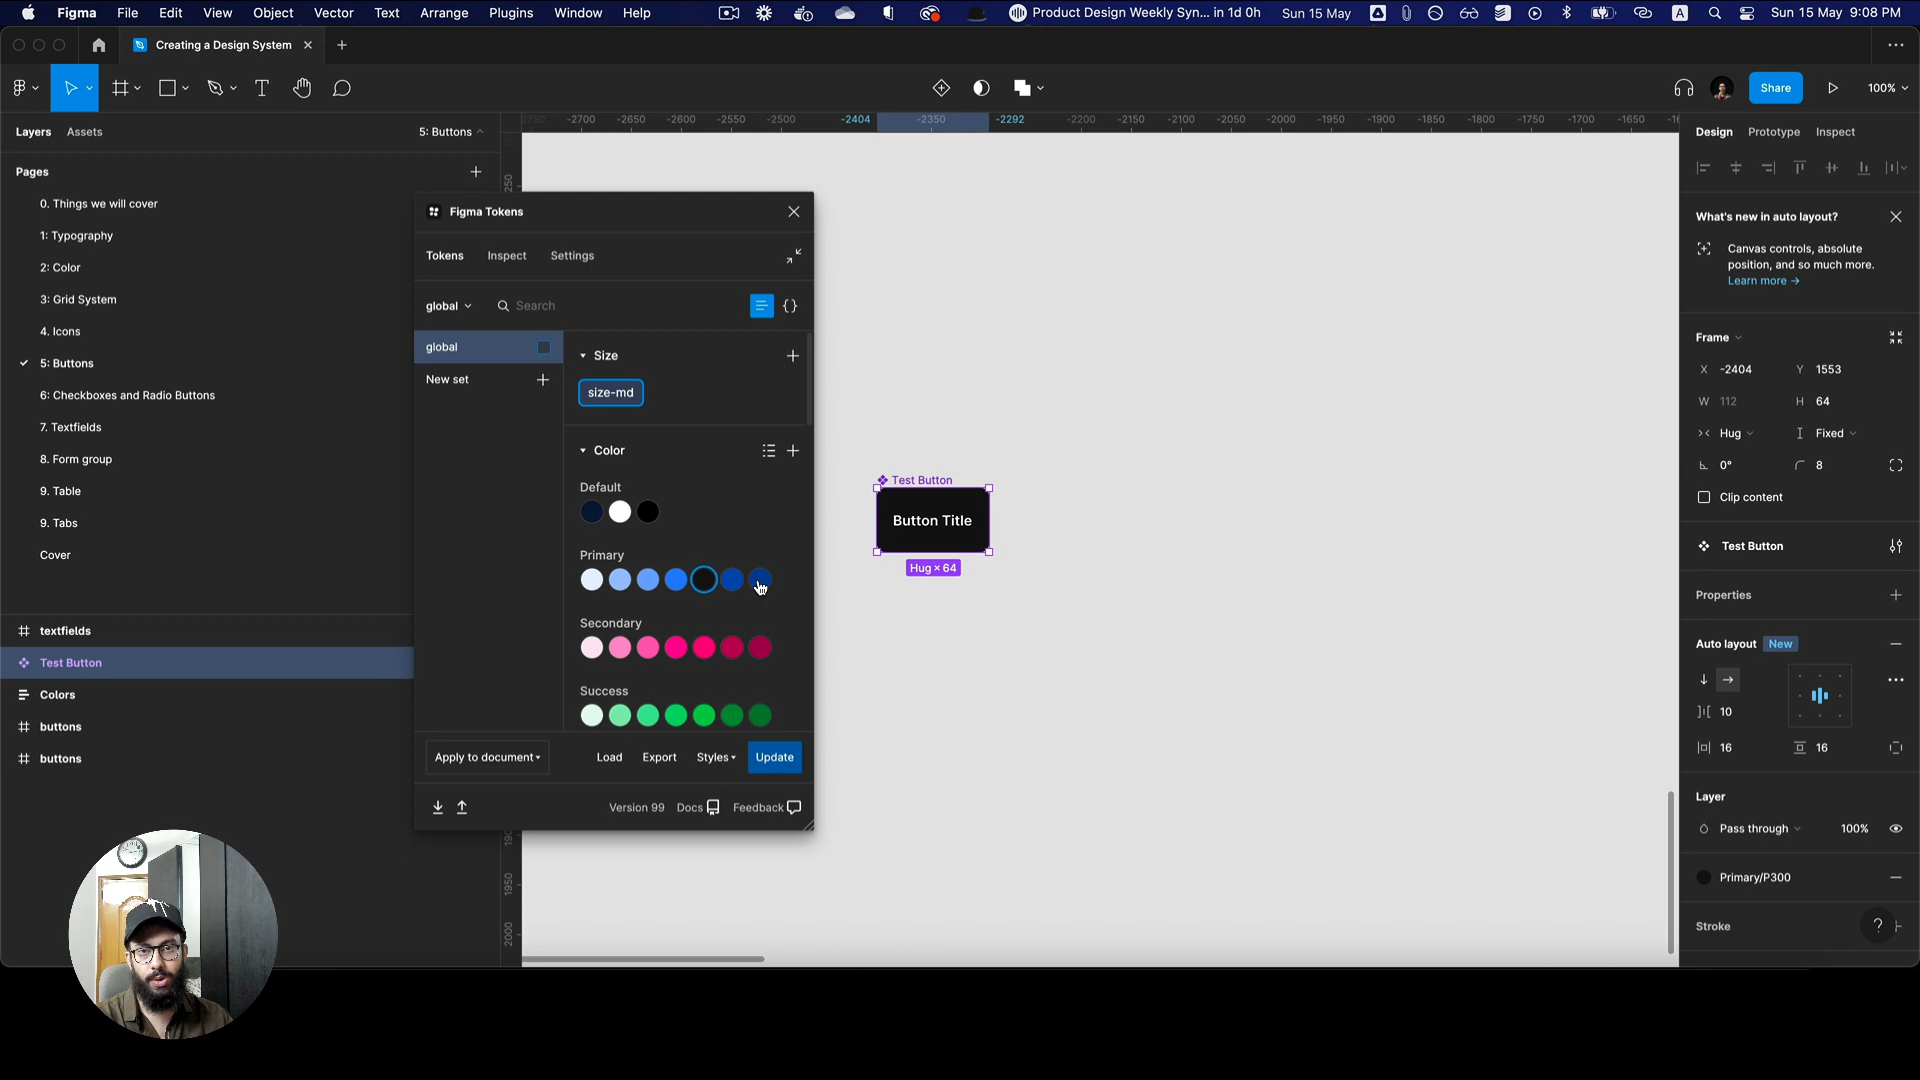 Figma File Edit View Object Vector Text Arrange Plugins Window Help Product Design Weekly Syn... in 1d 0h Sun 15 May A Sun 15 May 9:08 PM
Creating a Design System
Share 100%
Layers Assets 5: Buttons
-2700 -2650 -2600 -2550 -2500 -2404 -2350 -2292 -2200 -2150 -2100 -2050 -2000 -1950 -1900 -1850 -1800 -1750 -1700 -1650
Design Prototype Inspect
Pages
0. Things we will cover
1: Typography
2: Color
3: Grid System
4. Icons
5: Buttons
6: Checkboxes and Radio Buttons
7. Textfields
8. Form group
9. Table
9. Tabs
Cover
textfields
Test Button
Colors
buttons
buttons
250
Figma Tokens
Tokens Inspect Settings
global Search
global
New set
Size
size-md
Color
Default
Primary
Secondary
Success
Apply to document Load Export Styles Update
Version 99 Docs Feedback
1950
2000
Test Button
Button Title
Hug × 64
What's new in auto layout?
Canvas controls, absolute
position, and so much more.
Learn more →
Frame
X -2404 Y 1553
W 112 H 64
Hug Fixed
0° 8
Clip content
Test Button
Properties
Auto layout New
10
16 16
Layer
Pass through 100%
Primary/P300
Stroke ?